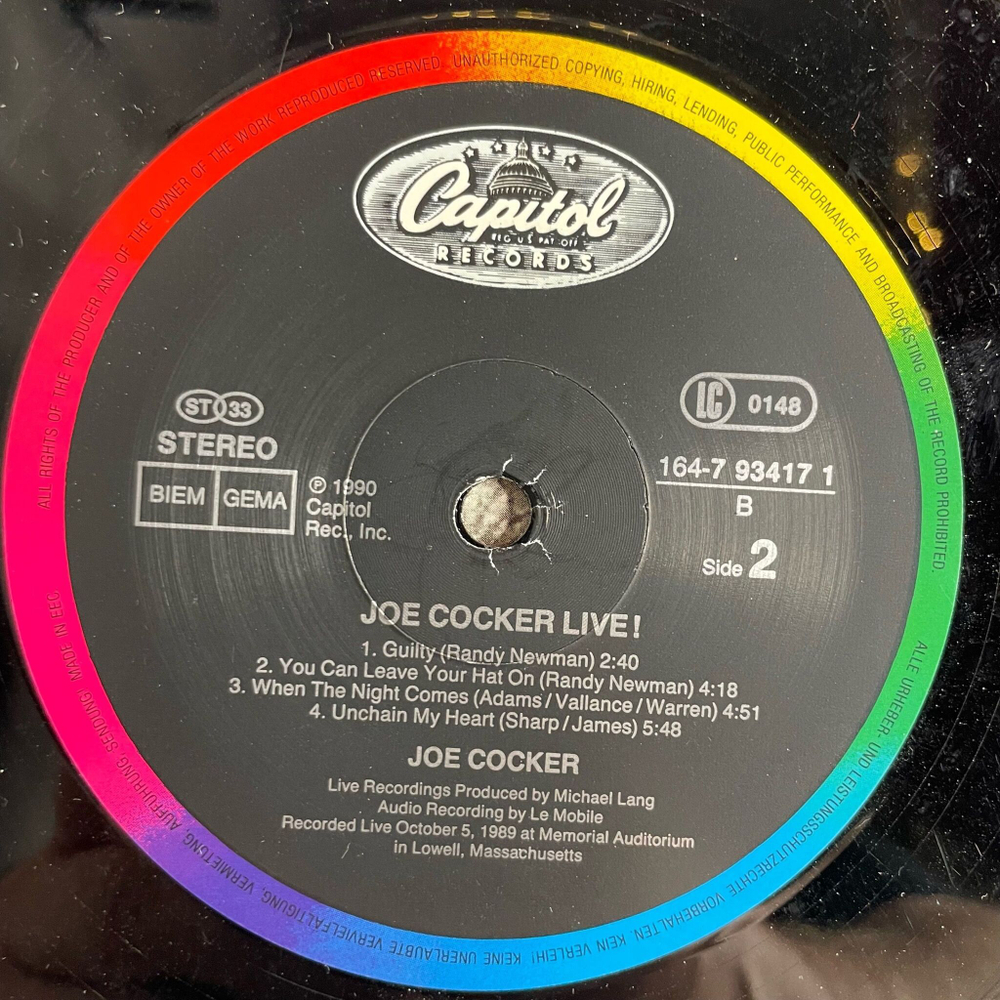 ALL RIGHTS OF THE PRODUCER AND OF THE OWNER OF THE WORK REPRODUCED RESERVED. UNAUTHORIZED COPYING, HIRING, LENDING, PUBLIC PERFORMANCE AND BROADCASTING OF THE RECORD PROHIBITED.
Capitol
REG US PAT OFF
RECORDS
ST 33
STEREO
BIEM GEMA
℗ 1990
Capitol
Rec., Inc.
LC 0148
164-7 93417 1
B
Side 2
JOE COCKER LIVE!
1. Guilty (Randy Newman) 2:40
2. You Can Leave Your Hat On (Randy Newman) 4:18
3. When The Night Comes (Adams / Vallance / Warren) 4:51
4. Unchain My Heart (Sharp / James) 5:48
JOE COCKER
Live Recordings Produced by Michael Lang
Audio Recording by Le Mobile
Recorded Live October 5, 1989 at Memorial Auditorium
in Lowell, Massachusetts
ALLE URHEBER- UND LEISTUNGSSCHUTZRECHTE VORBEHALTEN. KEIN VERLEIH! KEINE UNERLAUBTE VERVIELFÄLTIGUNG, VERMIETUNG, AUFFÜHRUNG, SENDUNG! MADE IN EEC.